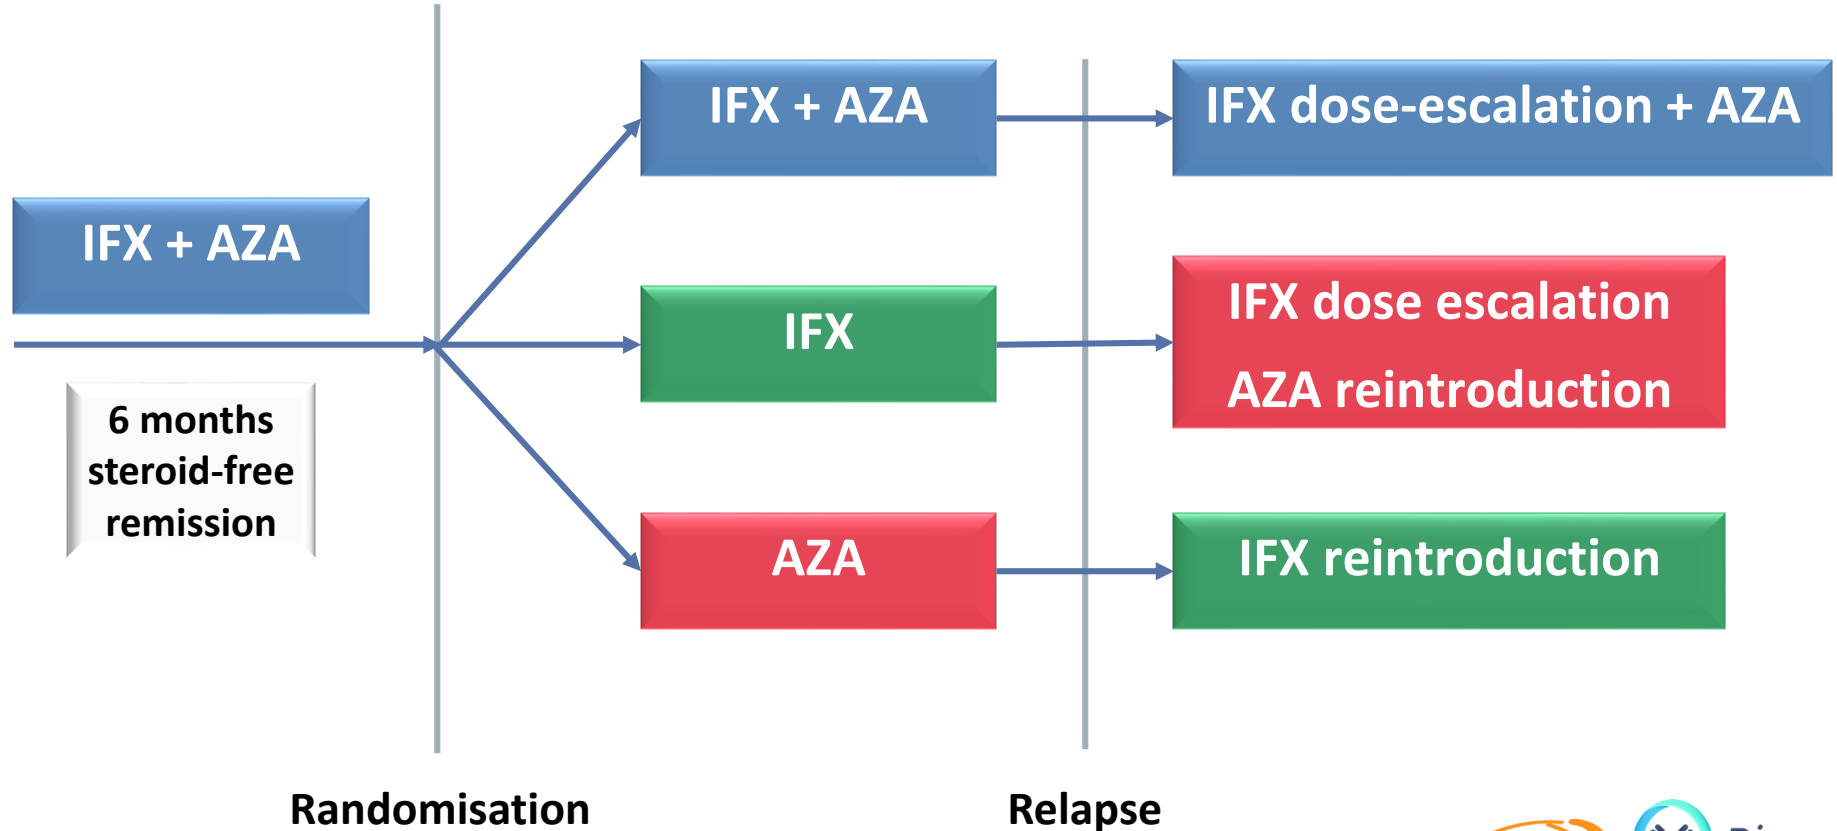 IFX + AZA
6 months
steroid-free
remission
IFX + AZA
IFX
AZA
IFX dose-escalation + AZA
IFX dose escalation
AZA reintroduction
IFX reintroduction
Randomisation
Relapse